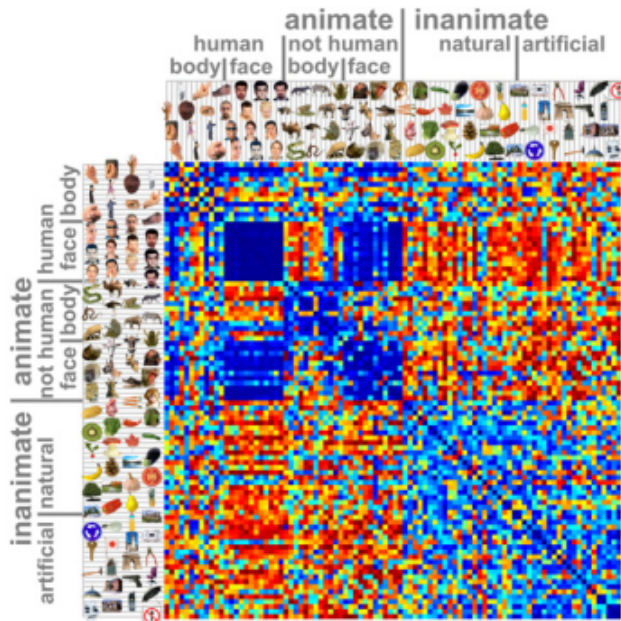 animate inanimate
human not human natural artificial
body face body face
animate inanimate
human not human natural artificial
body face body face